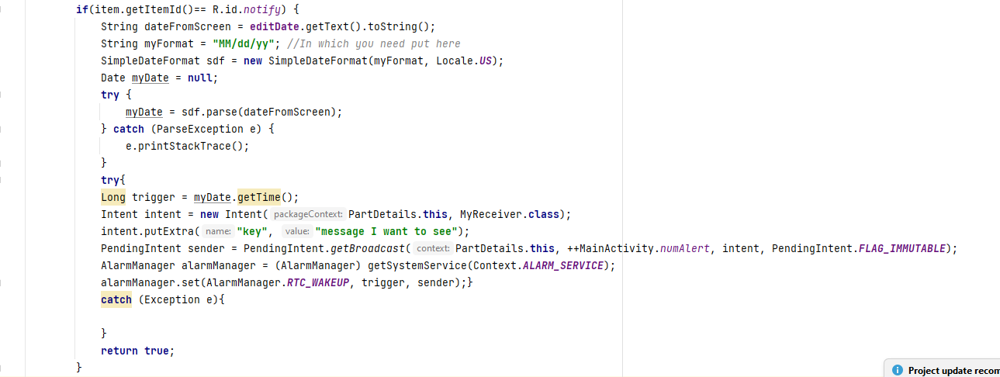 if(item.getItemId()== R.id.notify) {
String dateFromScreen = editDate.getText().toString();
String myFormat = "MM/dd/yy"; //In which you need put here
SimpleDateFormat sdf = new SimpleDateFormat(myFormat, Locale.US);
Date myDate = null;
try {
myDate = sdf.parse(dateFromScreen);
} catch (ParseException e) {
e.printStackTrace();
}
try{
Long trigger = myDate.getTime();
Intent intent = new Intent( packageContext: PartDetails.this, MyReceiver.class);
intent.putExtra( name: "key", value: "message I want to see");
PendingIntent sender = PendingIntent.getBroadcast( context: PartDetails.this, ++MainActivity.numAlert, intent, PendingIntent.FLAG_IMMUTABLE);
AlarmManager alarmManager = (AlarmManager) getSystemService(Context.ALARM_SERVICE);
alarmManager.set(AlarmManager.RTC_WAKEUP, trigger, sender);}
catch (Exception e){
}
return true;
}
Project update recom